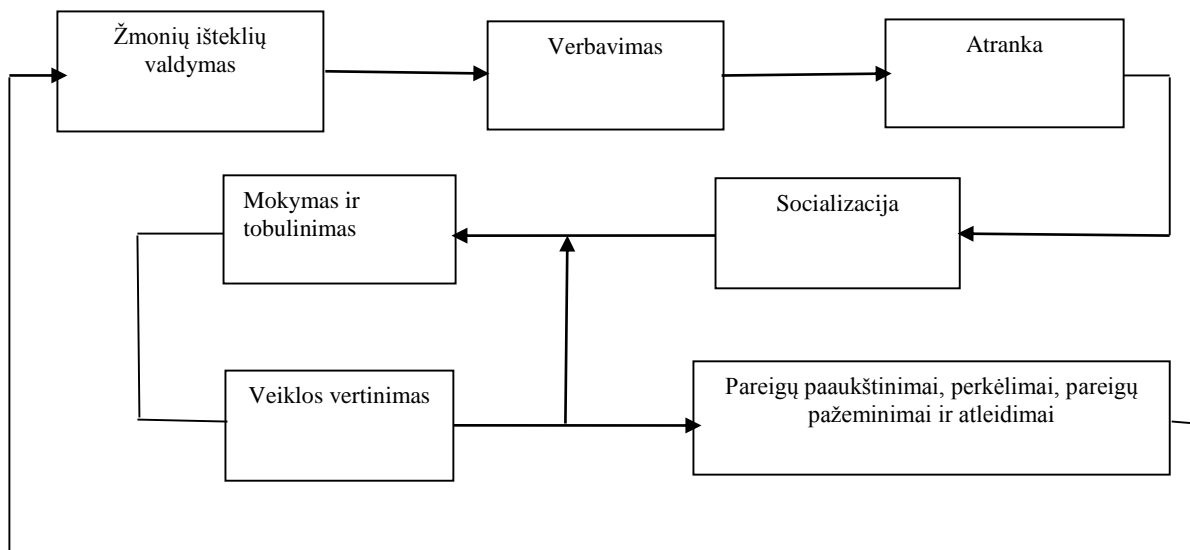 Žmonių išteklių
valdymas
Verbavimas
Atranka
Mokymas ir
tobulinimas
Socializacija
Veiklos vertinimas
Pareigų paaukštinimai, perkėlimai, pareigų
pažeminimai ir atleidimai